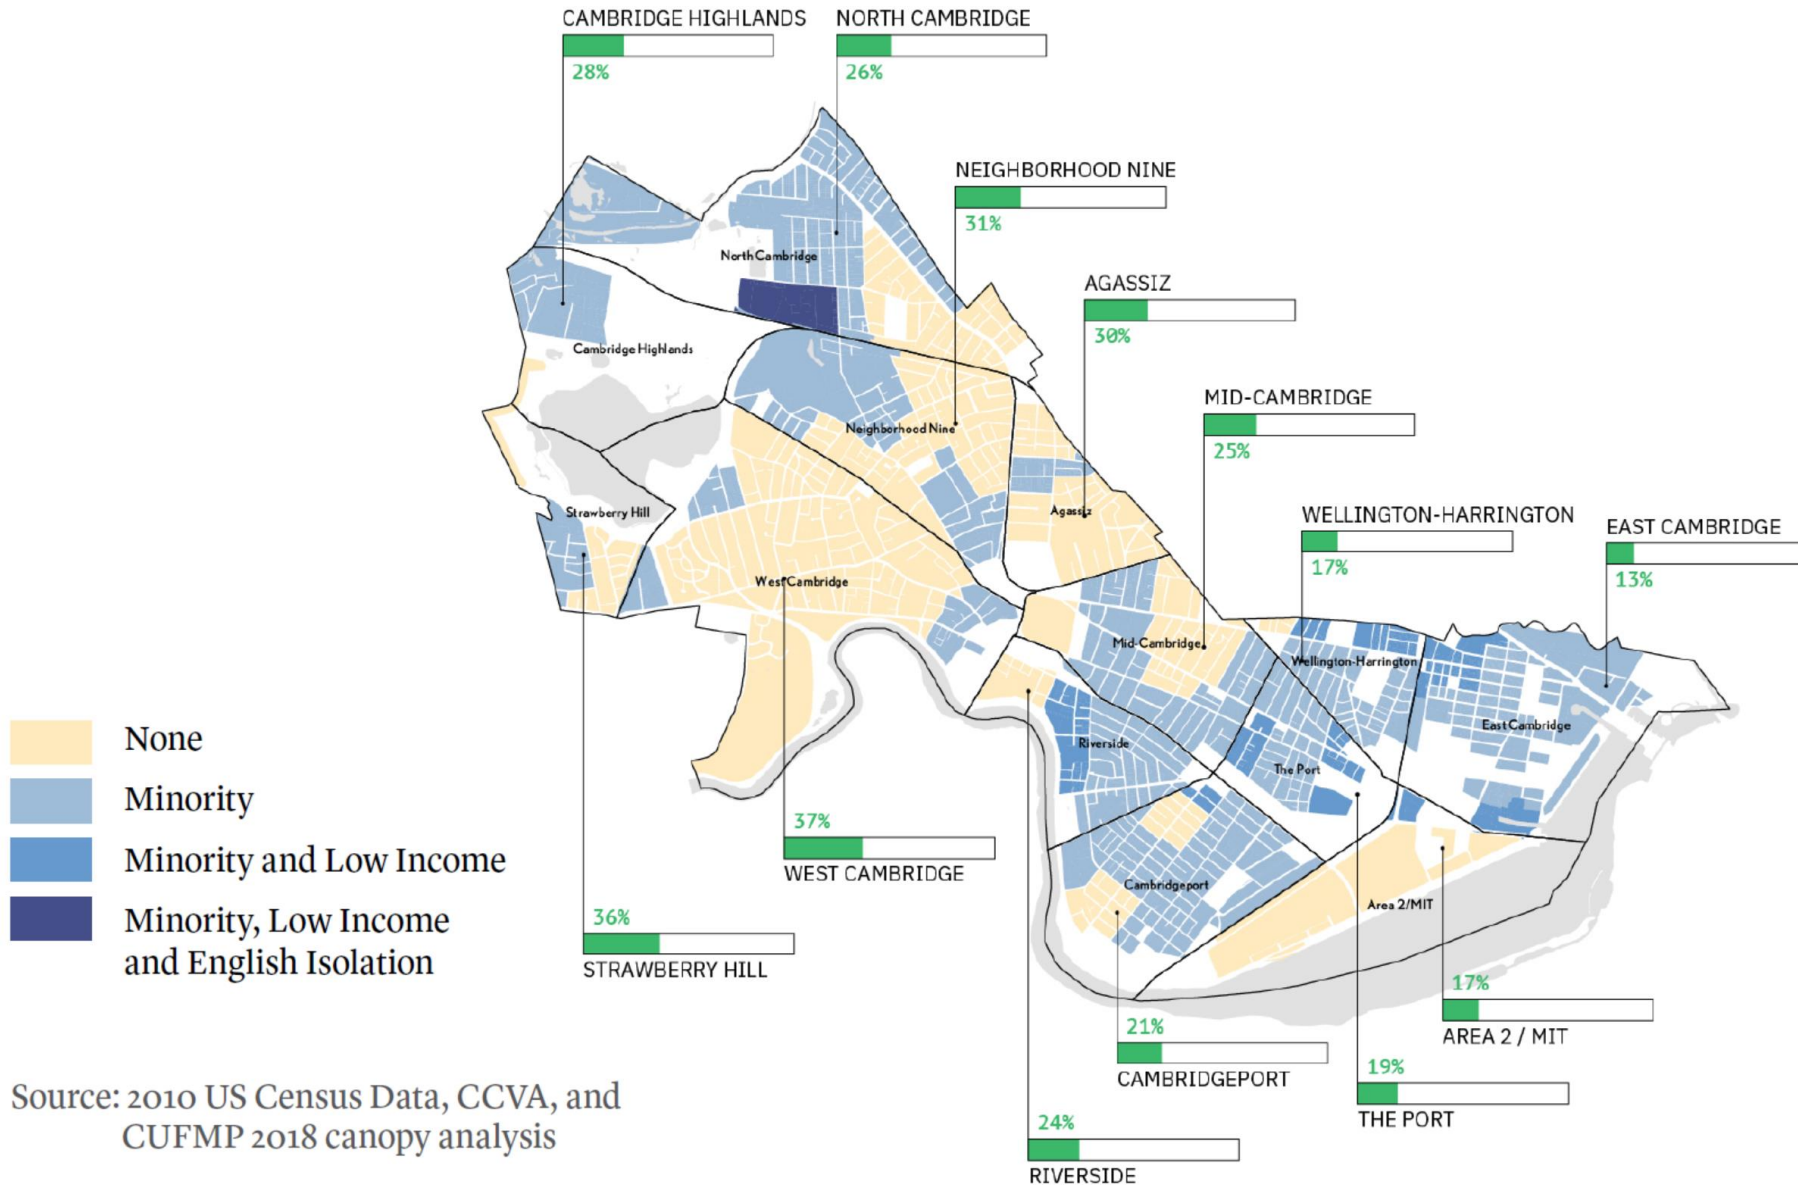 CAMBRIDGE HIGHLANDS
28%
NORTH CAMBRIDGE
26%
NEIGHBORHOOD NINE
31%
AGASSIZ
30%
MID-CAMBRIDGE
25%
WELLINGTON-HARRINGTON
17%
EAST CAMBRIDGE
13%
North Cambridge
Cambridge Highlands
Neighborhood Nine
Strawberry Hill
Agassiz
West Cambridge
Mid-Cambridge
Wellington-Harrington
East Cambridge
Riverside
The Port
Cambridgeport
Area 2/MIT
None
Minority
Minority and Low Income
Minority, Low Income
and English Isolation
37%
WEST CAMBRIDGE
36%
STRAWBERRY HILL
17%
AREA 2 / MIT
21%
CAMBRIDGEPORT
19%
THE PORT
24%
RIVERSIDE
Source: 2010 US Census Data, CCVA, and
CUFMP 2018 canopy analysis